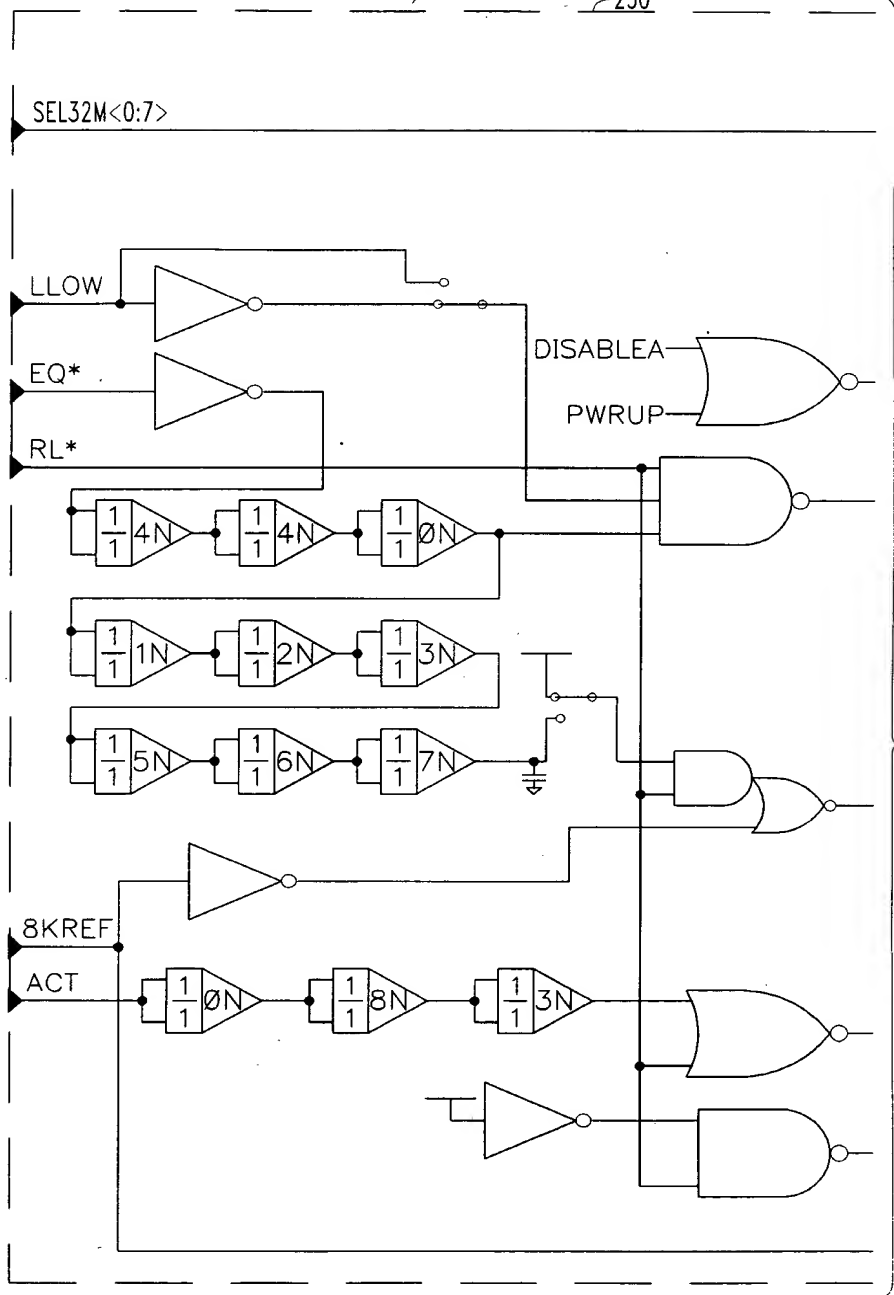 230
SEL32M<0:7>
LLOW
DISABLEA
EQ*
PWRUP
RL*
1 1 4N 1 1 4N 1 1 ØN
1 1 1N 1 1 2N 1 1 3N
1 1 5N 1 1 6N 1 1 7N
8KREF
ACT
1 1 ØN 1 1 8N 1 1 3N